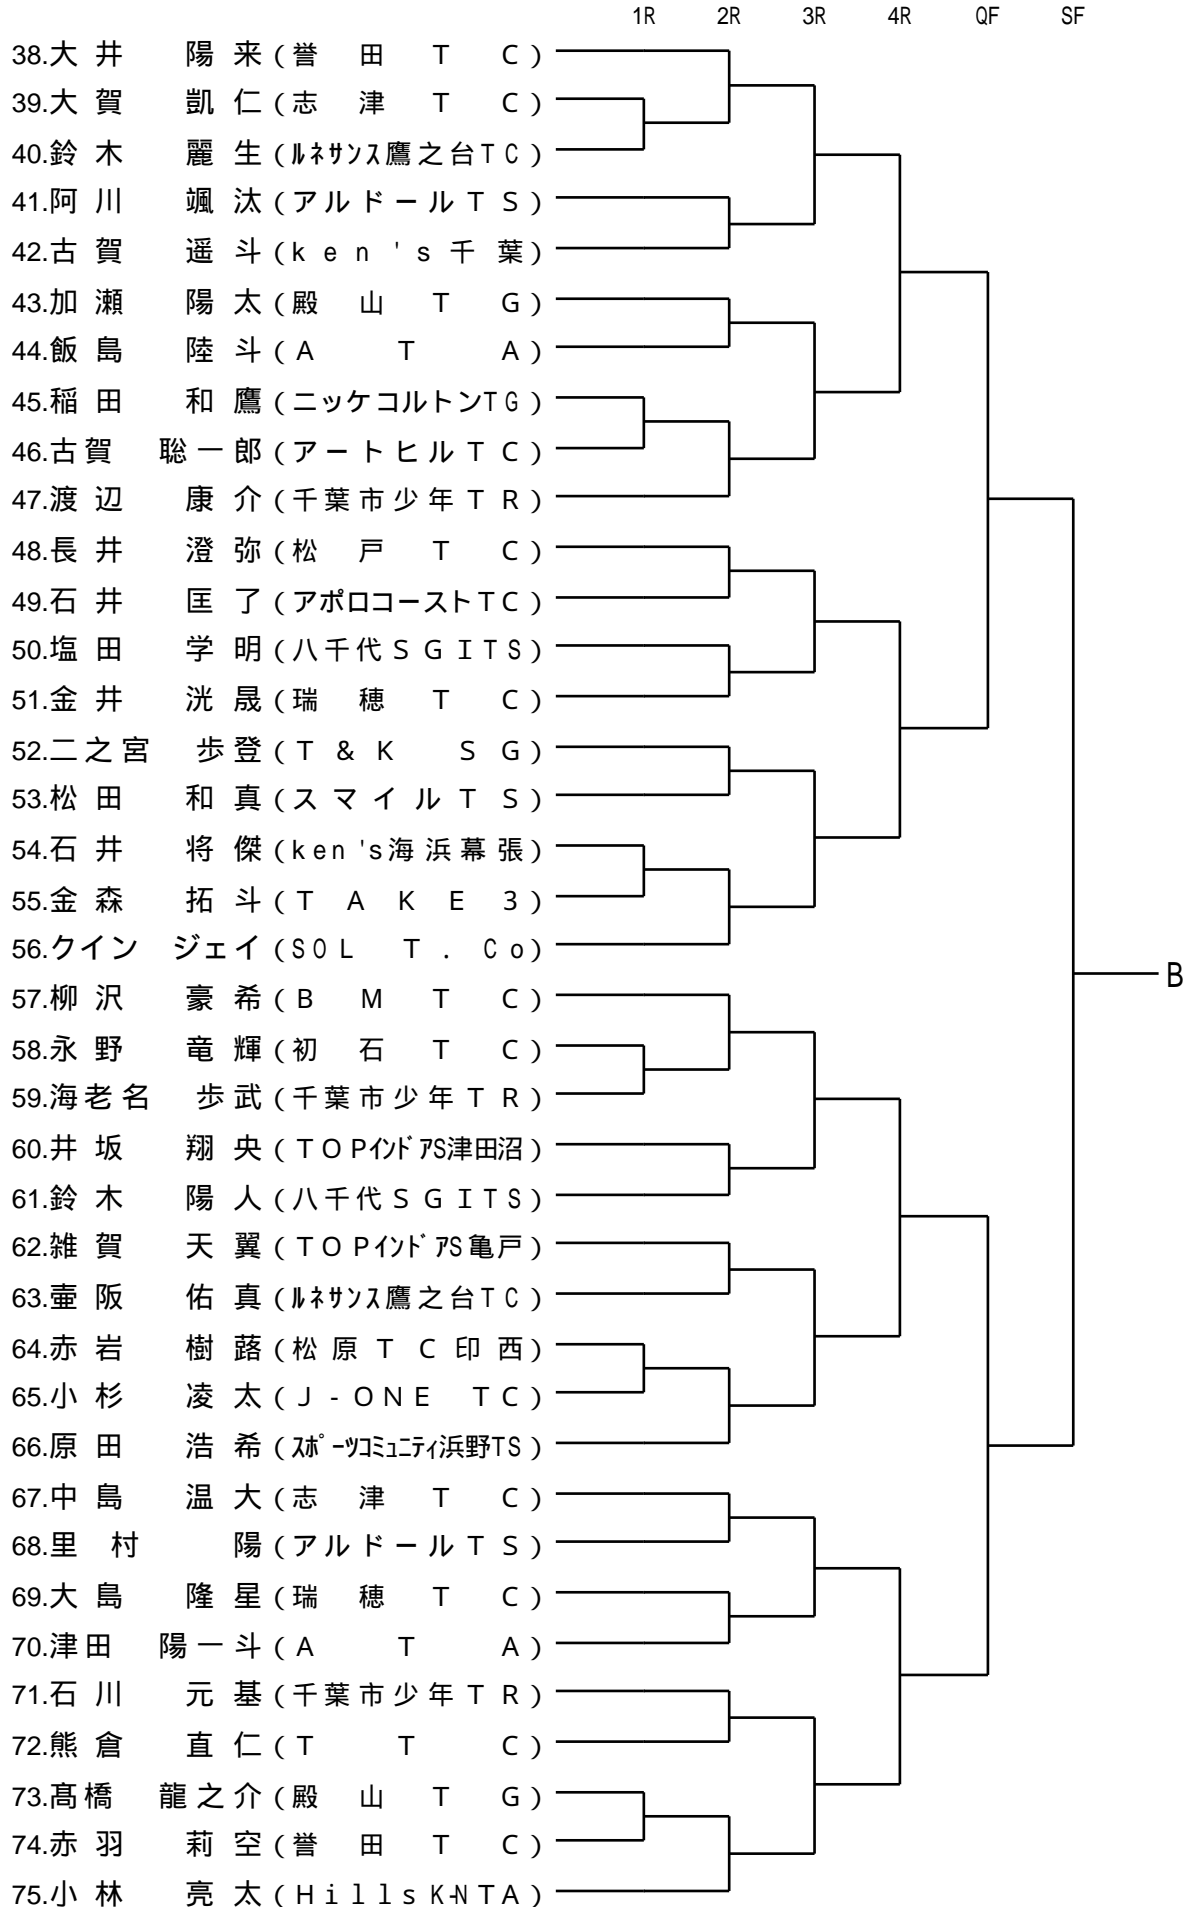 1R 2R 3R 4R QF SF
38.大井 陽来(誉田TC)
39.大賀 凱仁(志津TC)
40.鈴木 麗生(ﾙﾈｻﾝｽ鷹之台TC)
41.阿川 颯汰(アルドールTS)
42.古賀 遥斗(ken's千葉)
43.加瀬 陽太(殿山TG)
44.飯島 陸斗(ATA)
45.稲田 和鷹(ニッケコルトンTG)
46.古賀 聡一郎(アートヒルTC)
47.渡辺 康介(千葉市少年TR)
48.長井 澄弥(松戸TC)
49.石井 匡了(アポロコーストTC)
50.塩田 学明(八千代SGITS)
51.金井 洸晟(瑞穂TC)
52.二之宮 歩登(T&K SG)
53.松田 和真(スマイルTS)
54.石井 将傑(ken's海浜幕張)
55.金森 拓斗(TAKE3)
56.クイン ジェイ(SOL T.Co)
B
57.柳沢 豪希(BMTC)
58.永野 竜輝(初石TC)
59.海老名 歩武(千葉市少年TR)
60.井坂 翔央(TOPｲﾝﾄﾞｱS津田沼)
61.鈴木 陽人(八千代SGITS)
62.雑賀 天翼(TOPｲﾝﾄﾞｱS亀戸)
63.壷阪 佑真(ﾙﾈｻﾝｽ鷹之台TC)
64.赤岩 樹蕗(松原TC印西)
65.小杉 凌太(J-ONE TC)
66.原田 浩希(ｽﾎﾟｰﾂｺﾐｭﾆﾃｨ浜野TS)
67.中島 温大(志津TC)
68.里村 陽(アルドールTS)
69.大島 隆星(瑞穂TC)
70.津田 陽一斗(ATA)
71.石川 元基(千葉市少年TR)
72.熊倉 直仁(TTC)
73.髙橋 龍之介(殿山TG)
74.赤羽 莉空(誉田TC)
75.小林 亮太(HillsK-NTA)